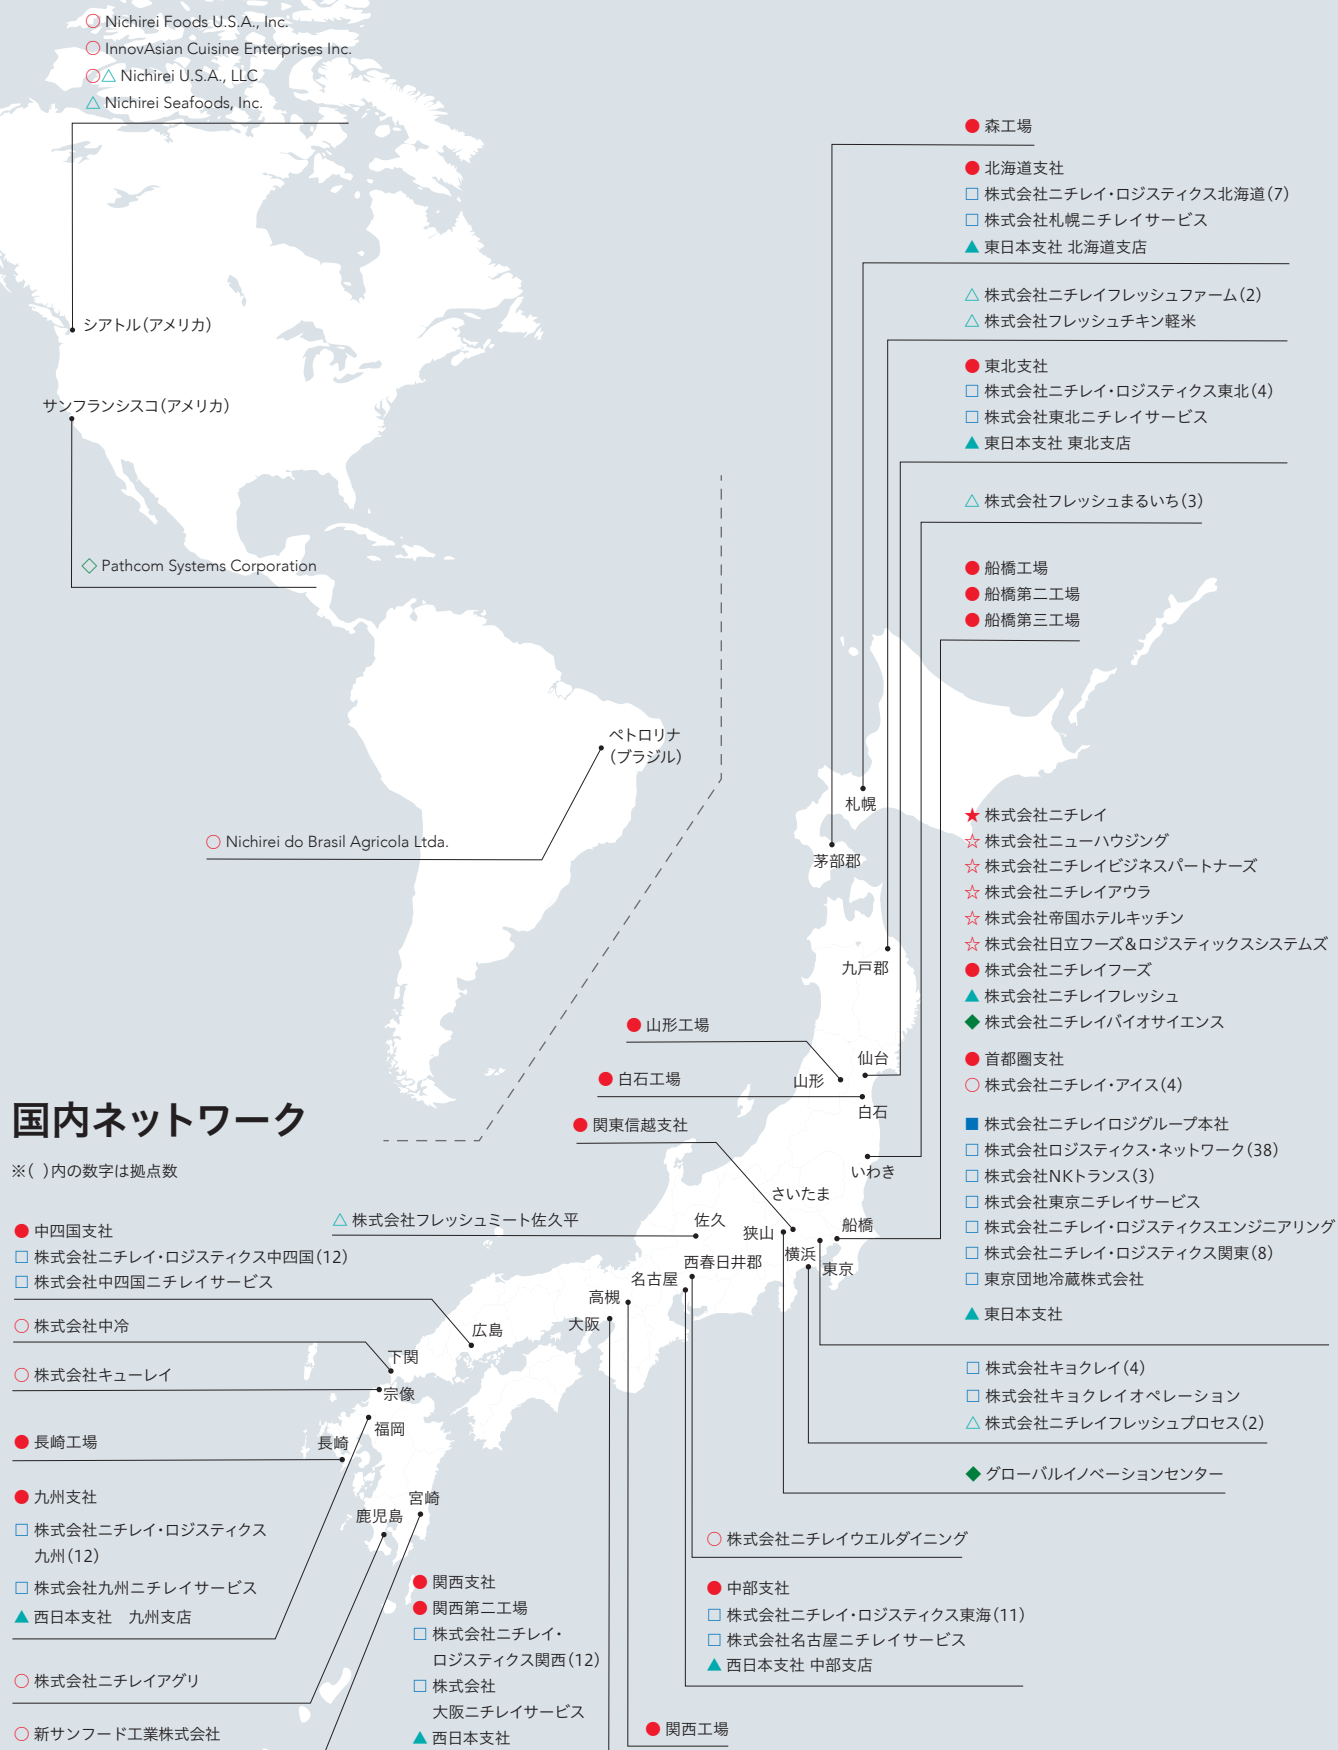 ○ Nichirei Foods U.S.A., Inc.
○ InnovAsian Cuisine Enterprises Inc.
○△ Nichirei U.S.A., LLC
△ Nichirei Seafoods, Inc.
シアトル（アメリカ）
サンフランシスコ（アメリカ）
◇ Pathcom Systems Corporation
ペトロリナ
（ブラジル）
○ Nichirei do Brasil Agricola Ltda.
● 森工場
● 北海道支社
□ 株式会社ニチレイ・ロジスティクス北海道（7）
□ 株式会社札幌ニチレイサービス
▲ 東日本支社 北海道支店
△ 株式会社ニチレイフレッシュファーム（2）
△ 株式会社フレッシュチキン軽米
● 東北支社
□ 株式会社ニチレイ・ロジスティクス東北（4）
□ 株式会社東北ニチレイサービス
▲ 東日本支社 東北支店
△ 株式会社フレッシュまるいち（3）
● 船橋工場
● 船橋第二工場
● 船橋第三工場
札幌
茅部郡
九戸郡
★ 株式会社ニチレイ
☆ 株式会社ニューハウジング
☆ 株式会社ニチレイビジネスパートナーズ
☆ 株式会社ニチレイアウラ
☆ 株式会社帝国ホテルキッチン
☆ 株式会社日立フーズ＆ロジスティックスシステムズ
● 株式会社ニチレイフーズ
▲ 株式会社ニチレイフレッシュ
◆ 株式会社ニチレイバイオサイエンス
● 首都圏支社
○ 株式会社ニチレイ・アイス（4）
■ 株式会社ニチレイロジグループ本社
□ 株式会社ロジスティクス・ネットワーク（38）
□ 株式会社NKトランス（3）
□ 株式会社東京ニチレイサービス
□ 株式会社ニチレイ・ロジスティクスエンジニアリング
□ 株式会社ニチレイ・ロジスティクス関東（8）
□ 東京団地冷蔵株式会社
▲ 東日本支社
□ 株式会社キョクレイ（4）
□ 株式会社キョクレイオペレーション
△ 株式会社ニチレイフレッシュプロセス（2）
◆ グローバルイノベーションセンター
● 山形工場
● 白石工場
● 関東信越支社
仙台
山形
白石
いわき
さいたま
佐久
狭山
船橋
横浜
東京
西春日井郡
名古屋
高槻
大阪
広島
下関
宗像
福岡
長崎
宮崎
鹿児島
国内ネットワーク
※（ ）内の数字は拠点数
△ 株式会社フレッシュミート佐久平
● 中四国支社
□ 株式会社ニチレイ・ロジスティクス中四国（12）
□ 株式会社中四国ニチレイサービス
○ 株式会社中冷
○ 株式会社キューレイ
● 長崎工場
● 九州支社
□ 株式会社ニチレイ・ロジスティクス
九州（12）
□ 株式会社九州ニチレイサービス
▲ 西日本支社　九州支店
○ 株式会社ニチレイアグリ
○ 新サンフード工業株式会社
● 関西支社
● 関西第二工場
□ 株式会社ニチレイ・
ロジスティクス関西（12）
□ 株式会社
大阪ニチレイサービス
▲ 西日本支社
○ 株式会社ニチレイウエルダイニング
● 中部支社
□ 株式会社ニチレイ・ロジスティクス東海（11）
□ 株式会社名古屋ニチレイサービス
▲ 西日本支社 中部支店
● 関西工場